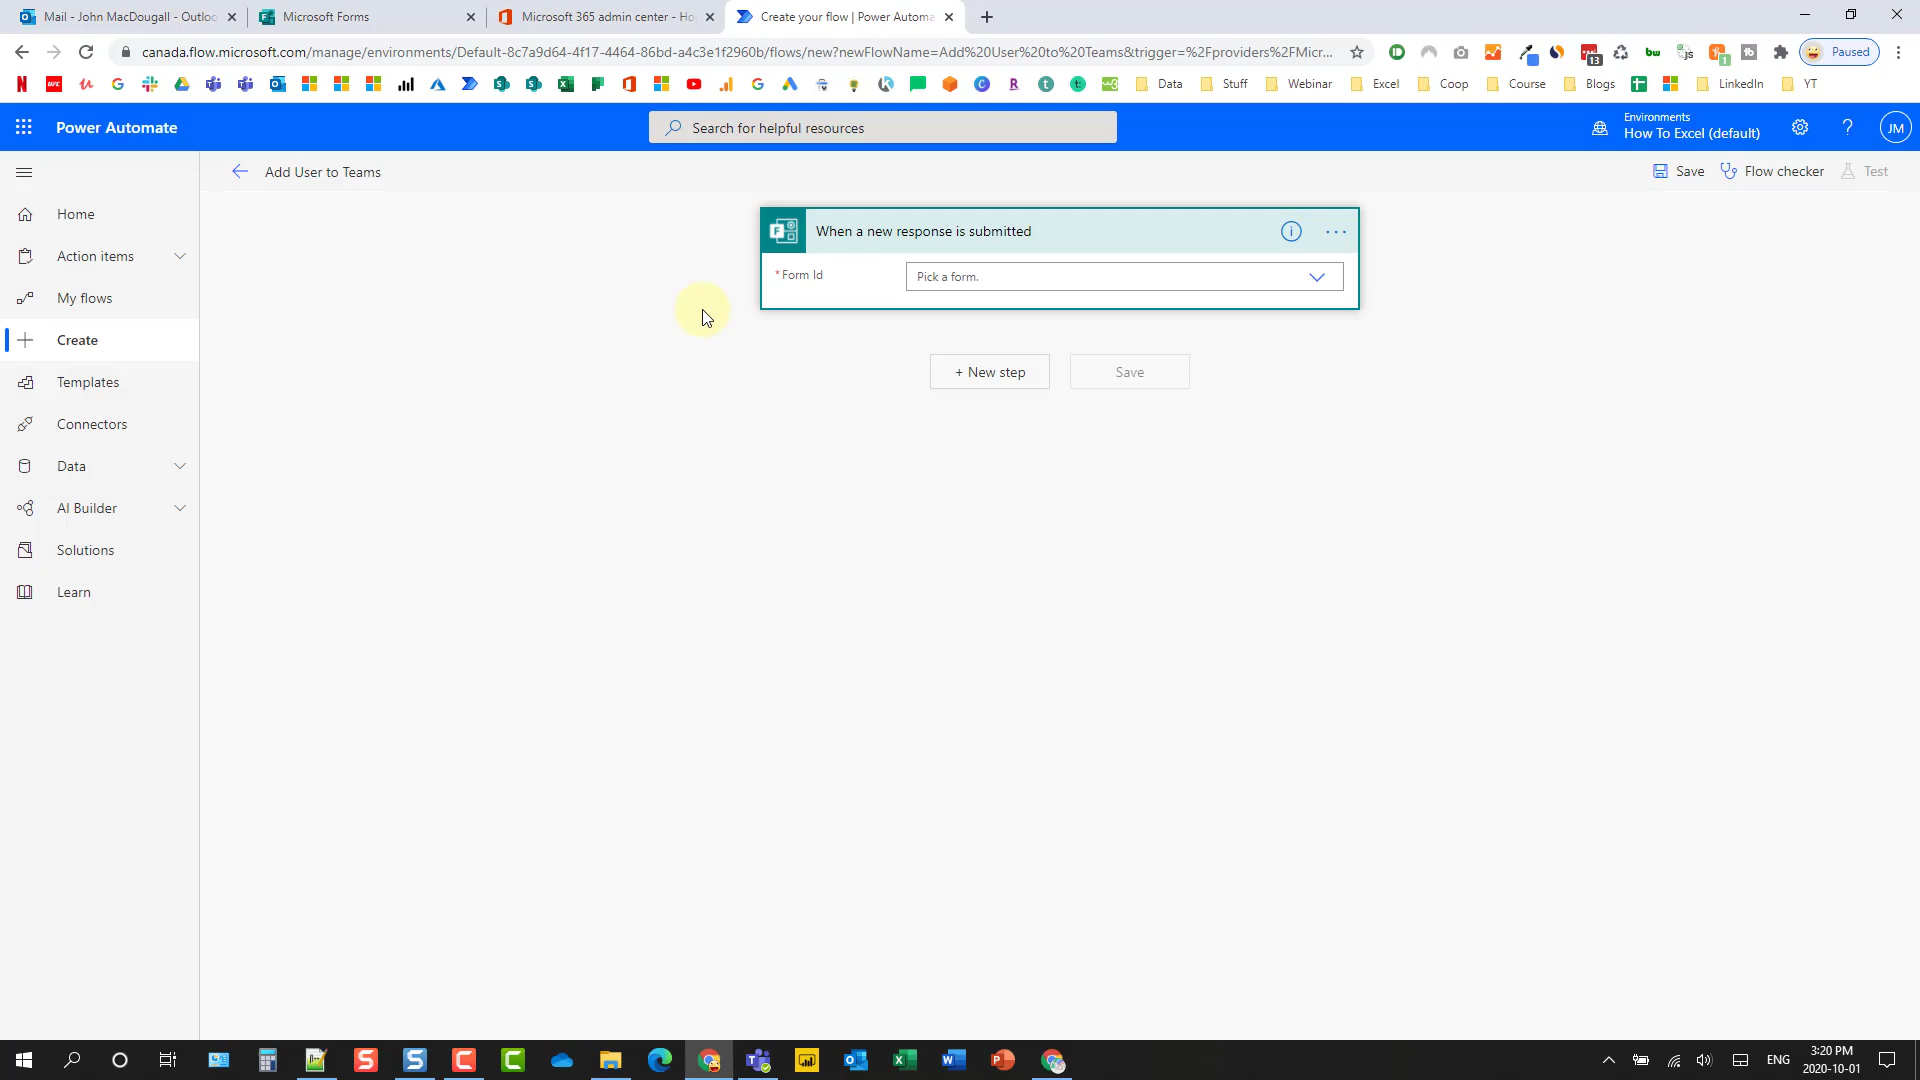 Mail - John MacDougall - Outloo
Microsoft Forms
Microsoft 365 admin center - Ho
Create your flow | Power Automa
canada.flow.microsoft.com/manage/environments/Default-8c7a9d64-4f17-4464-86bd-a4c3e1f2960b/flows/new?newFlowName=Add%20User%20to%20Teams&trigger=%2Fproviders%2FMicr...
13
1
Paused
Data
Stuff
Webinar
Excel
Coop
Course
Blogs
LinkedIn
YT
Power Automate
Search for helpful resources
Environments
How To Excel (default)
JM
Add User to Teams
Save
Flow checker
Test
Home
Action items
My flows
Create
Templates
Connectors
Data
AI Builder
Solutions
Learn
When a new response is submitted
*Form Id
Pick a form.
+ New step
Save
ENG
3:20 PM
2020-10-01